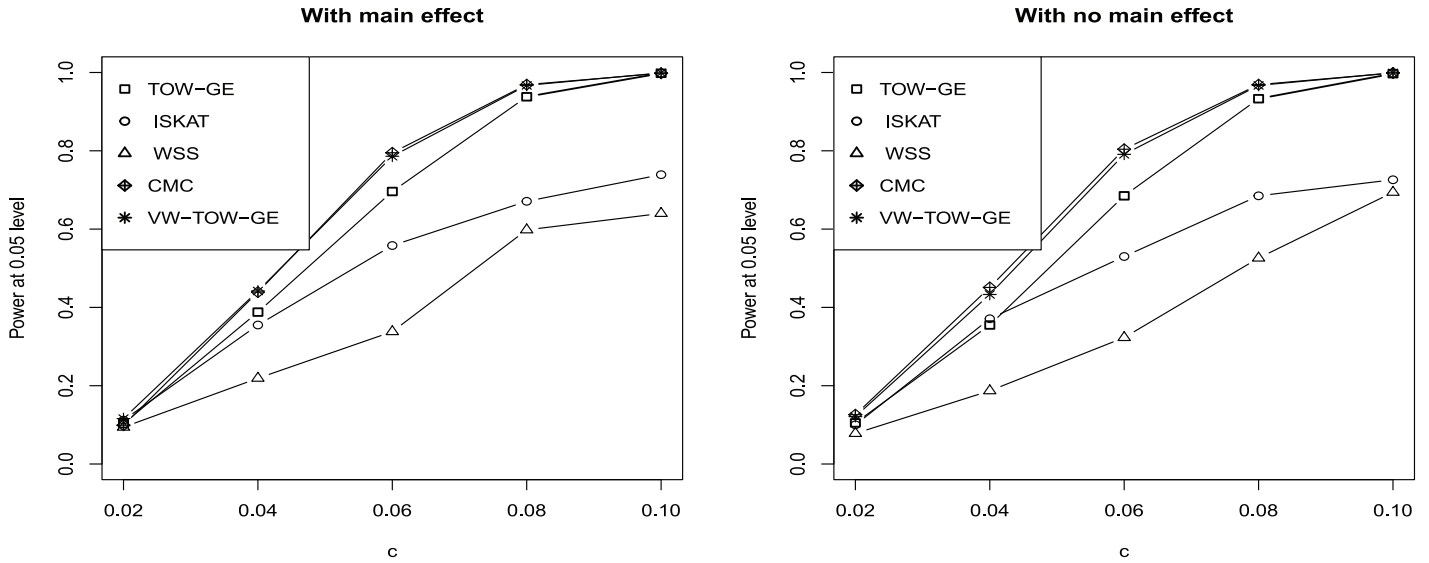 With main effect
Power at 0.05 level
1.0
0.8
0.6
0.4
0.2
0.0
TOW-GE
ISKAT
WSS
CMC
VW-TOW-GE
0.02 0.04 0.06 0.08 0.10
c
With no main effect
Power at 0.05 level
1.0
0.8
0.6
0.4
0.2
0.0
TOW-GE
ISKAT
WSS
CMC
VW-TOW-GE
0.02 0.04 0.06 0.08 0.10
c